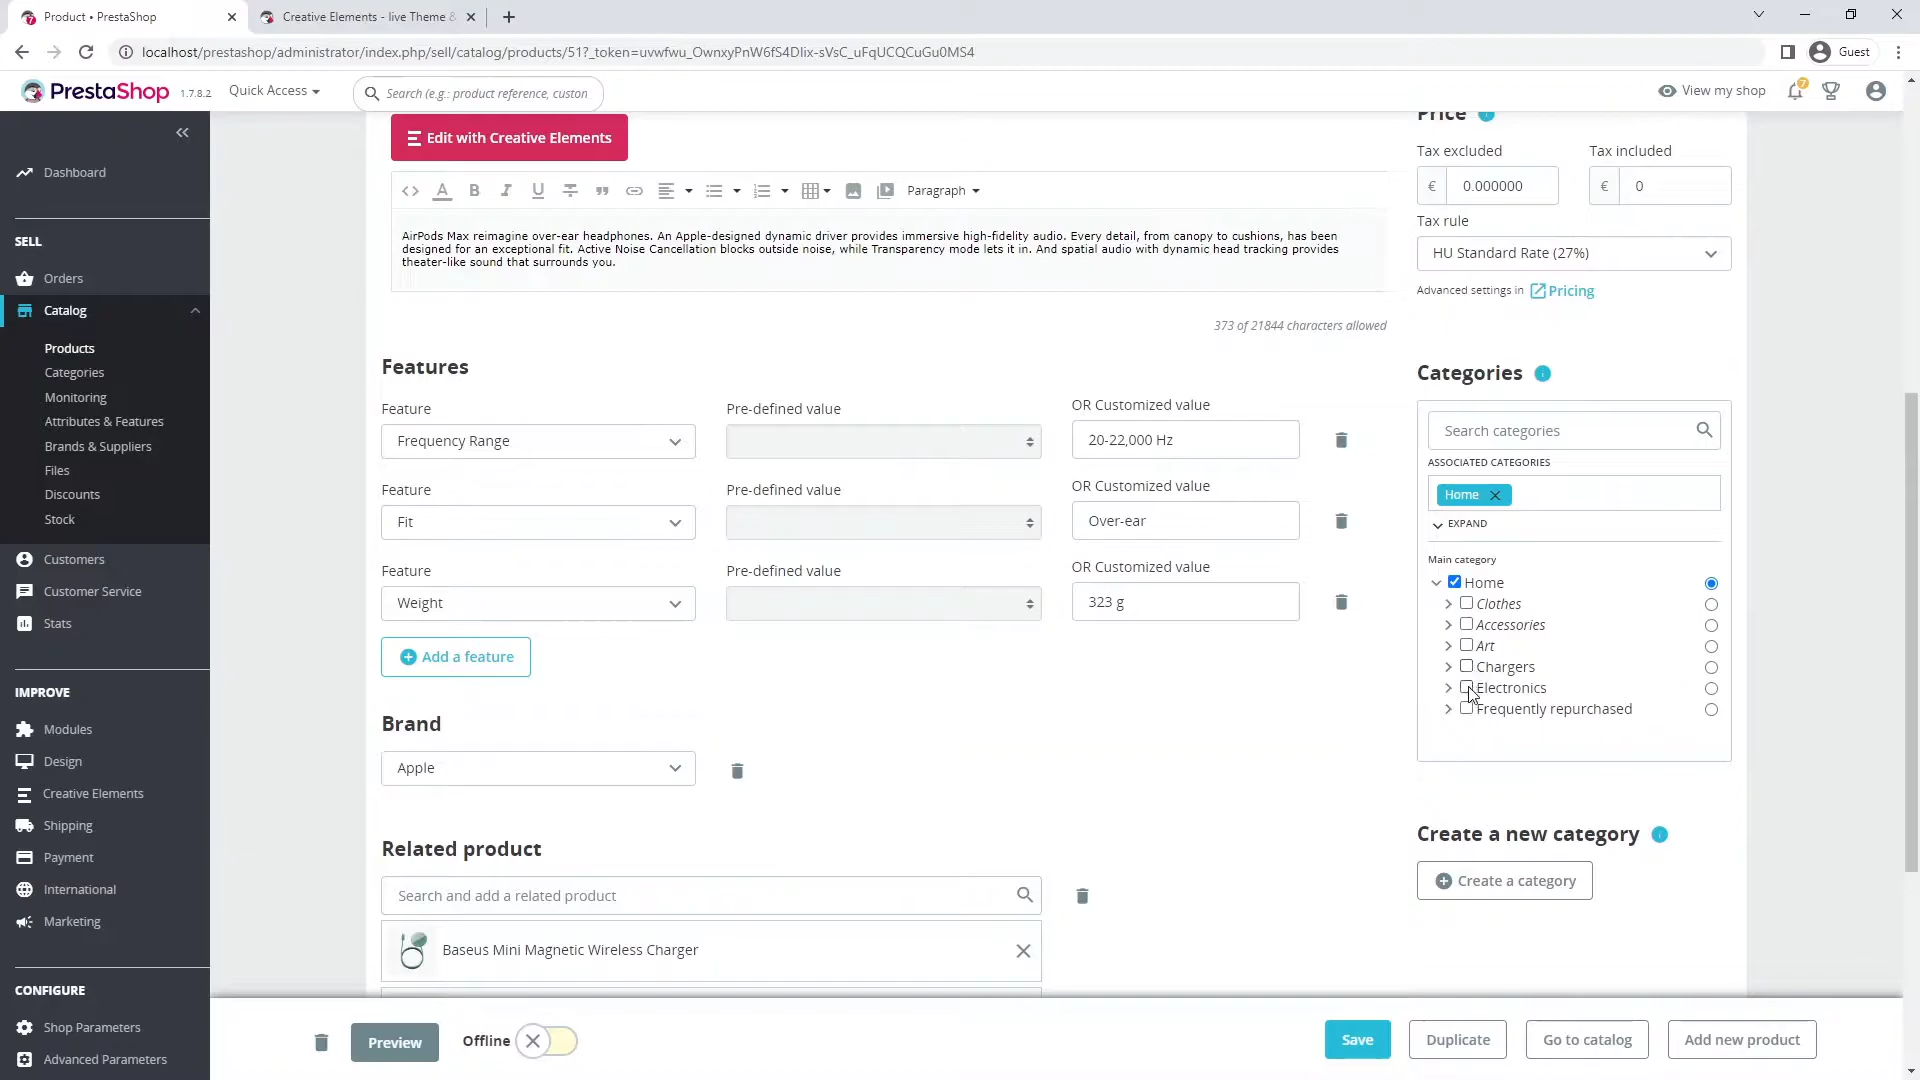 Product • PrestaShop
Creative Elements - live Theme &
localhost/prestashop/administrator/index.php/sell/catalog/products/51?_token=uvwfwu_OwnxyPnW6fS4DIix-sVsC_uFqUCQCuGu0MS4
Guest
PrestaShop 1.7.8.2
Quick Access
Search (e.g.: product reference, custon
View my shop
7
Dashboard
SELL
Orders
Catalog
Products
Categories
Monitoring
Attributes & Features
Brands & Suppliers
Files
Discounts
Stock
Customers
Customer Service
Stats
IMPROVE
Modules
Design
Creative Elements
Shipping
Payment
International
Marketing
CONFIGURE
Shop Parameters
Advanced Parameters
Edit with Creative Elements
Paragraph
AirPods Max reimagine over-ear headphones. An Apple-designed dynamic driver provides immersive high-fidelity audio. Every detail, from canopy to cushions, has been
designed for an exceptional fit. Active Noise Cancellation blocks outside noise, while Transparency mode lets it in. And spatial audio with dynamic head tracking provides
theater-like sound that surrounds you.
373 of 21844 characters allowed
Features
Feature Pre-defined value OR Customized value
Frequency Range 20-22,000 Hz
Feature Pre-defined value OR Customized value
Fit Over-ear
Feature Pre-defined value OR Customized value
Weight 323 g
Add a feature
Brand
Apple
Related product
Search and add a related product
Baseus Mini Magnetic Wireless Charger
Price
Tax excluded Tax included
€ 0.000000 € 0
Tax rule
HU Standard Rate (27%)
Advanced settings in Pricing
Categories
Search categories
ASSOCIATED CATEGORIES
Home
EXPAND
Main category
Home
Clothes
Accessories
Art
Chargers
Electronics
Frequently repurchased
Create a new category
Create a category
Preview Offline Save Duplicate Go to catalog Add new product